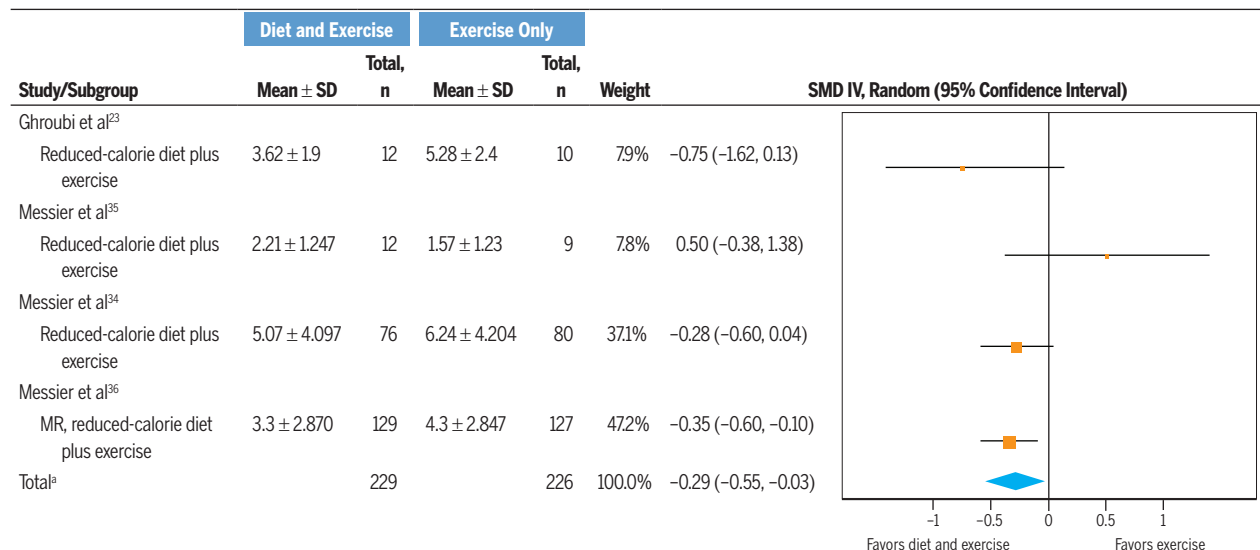 Diet and Exercise Exercise Only
Total, Total,
Study/Subgroup Mean ± SD n Mean ± SD n Weight SMD IV, Random (95% Confidence Interval)
Ghroubi et al²³
Reduced-calorie diet plus 3.62 ± 1.9 12 5.28 ± 2.4 10 7.9% −0.75 (−1.62, 0.13)
exercise
Messier et al³⁵
Reduced-calorie diet plus 2.21 ± 1.247 12 1.57 ± 1.23 9 7.8% 0.50 (−0.38, 1.38)
exercise
Messier et al³⁴
Reduced-calorie diet plus 5.07 ± 4.097 76 6.24 ± 4.204 80 37.1% −0.28 (−0.60, 0.04)
exercise
Messier et al³⁶
MR, reduced-calorie diet 3.3 ± 2.870 129 4.3 ± 2.847 127 47.2% −0.35 (−0.60, −0.10)
plus exercise
Totalᵃ 229 226 100.0% −0.29 (−0.55, −0.03)
−1 −0.5 0 0.5 1
Favors diet and exercise Favors exercise